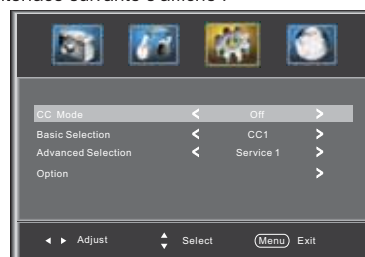 CC Mode < Off >
Basic Selection < CC1 >
Advanced Selection < Service 1 >
Option >
◄ ► Adjust ▲▼ Select Menu Exit